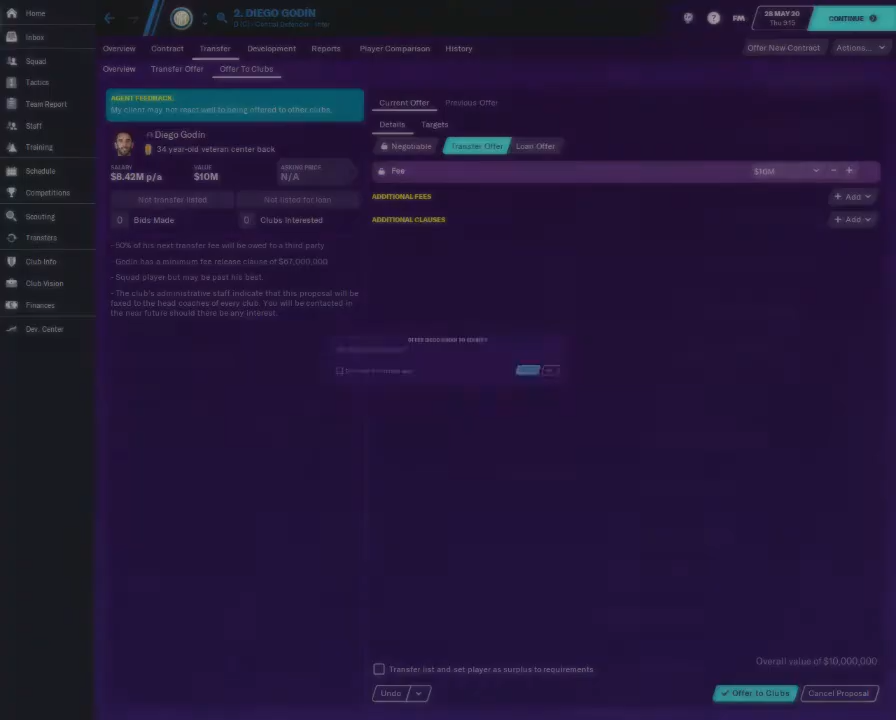 Home
Inbox
Squad
Tactics
Team Report
Staff
Training
Schedule
Competitions
Scouting
Transfers
Club Info
Club Vision
Finances
Dev. Center
2. DIEGO GODÍN
28 MAY 20
Thu 9:15
CONTINUE
FM
Overview Contract Transfer Development Reports Player Comparison History
Offer New Contract Actions...
Overview Transfer Offer Offer To Clubs
AGENT FEEDBACK:
My client may not react well to being offered to other clubs.
Diego Godín
34 year-old veteran center back
SALARY VALUE ASKING PRICE
$8.42M p/a $10M N/A
Not transfer listed Not listed for loan
0 Bids Made 0 Clubs Interested
- 50% of his next transfer fee will be owed to a third party
- Godín has a minimum fee release clause of $67,000,000
- Squad player but may be past his best.
- The club's administrative staff indicate that this proposal will be
faxed to the head coaches of every club. You will be contacted in
the near future should there be any interest.
Current Offer Previous Offer
Details Targets
Negotiable Transfer Offer Loan Offer
Fee $10M
ADDITIONAL FEES + Add
ADDITIONAL CLAUSES + Add
Transfer list and set player as surplus to requirements
Overall value of $10,000,000
Undo Offer to Clubs Cancel Proposal